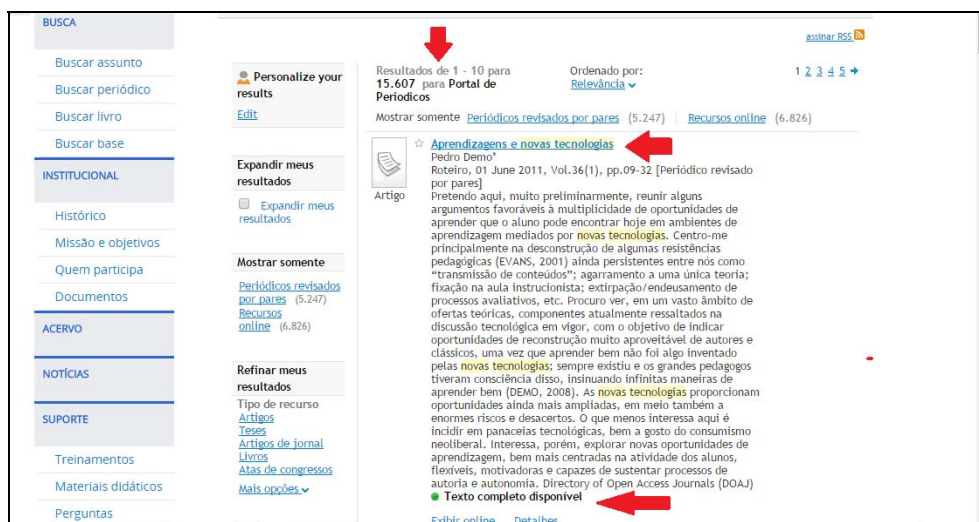 BUSCA
Buscar assunto
Buscar periódico
Buscar livro
Buscar base
INSTITUCIONAL
Histórico
Missão e objetivos
Quem participa
Documentos
ACERVO
NOTÍCIAS
SUPORTE
Treinamentos
Materiais didáticos
Perguntas
Personalize your
results
Edit
Expandir meus
resultados
Expandir meus
resultados
Mostrar somente
Periódicos revisados
por pares (5.247)
Recursos
online (6.826)
Refinar meus
resultados
Tipo de recurso
Artigos
Teses
Artigos de jornal
Livros
Atas de congressos
Mais opções
assinar RSS
Resultados de 1 - 10 para
15.607 para Portal de
Periodicos
Ordenado por:
Relevância
1 2 3 4 5
Mostrar somente Periódicos revisados por pares (5.247) Recursos online (6.826)
Artigo
Aprendizagens e novas tecnologias
Pedro Demo*
Roteiro, 01 June 2011, Vol.36(1), pp.09-32 [Periódico revisado
por pares]
Pretendo aqui, muito preliminarmente, reunir alguns
argumentos favoráveis à multiplicidade de oportunidades de
aprender que o aluno pode encontrar hoje em ambientes de
aprendizagem mediados por novas tecnologias. Centro-me
principalmente na desconstrução de algumas resistências
pedagógicas (EVANS, 2001) ainda persistentes entre nós como
“transmissão de conteúdos”; agarramento a uma única teoria;
fixação na aula instrucionista; extirpação/endeusamento de
processos avaliativos, etc. Procuro ver, em um vasto âmbito de
ofertas teóricas, componentes atualmente ressaltados na
discussão tecnológica em vigor, com o objetivo de indicar
oportunidades de reconstrução muito aproveitável de autores e
clássicos, uma vez que aprender bem não foi algo inventado
pelas novas tecnologias; sempre existiu e os grandes pedagogos
tiveram consciência disso, insinuando infinitas maneiras de
aprender bem (DEMO, 2008). As novas tecnologias proporcionam
oportunidades ainda mais ampliadas, em meio também a
enormes riscos e desacertos. O que menos interessa aqui é
incidir em panaceias tecnológicas, bem a gosto do consumismo
neoliberal. Interessa, porém, explorar novas oportunidades de
aprendizagem, bem mais centradas na atividade dos alunos,
flexíveis, motivadoras e capazes de sustentar processos de
autoria e autonomia. Directory of Open Access Journals (DOAJ)
Texto completo disponível
Exibir online Detalhes